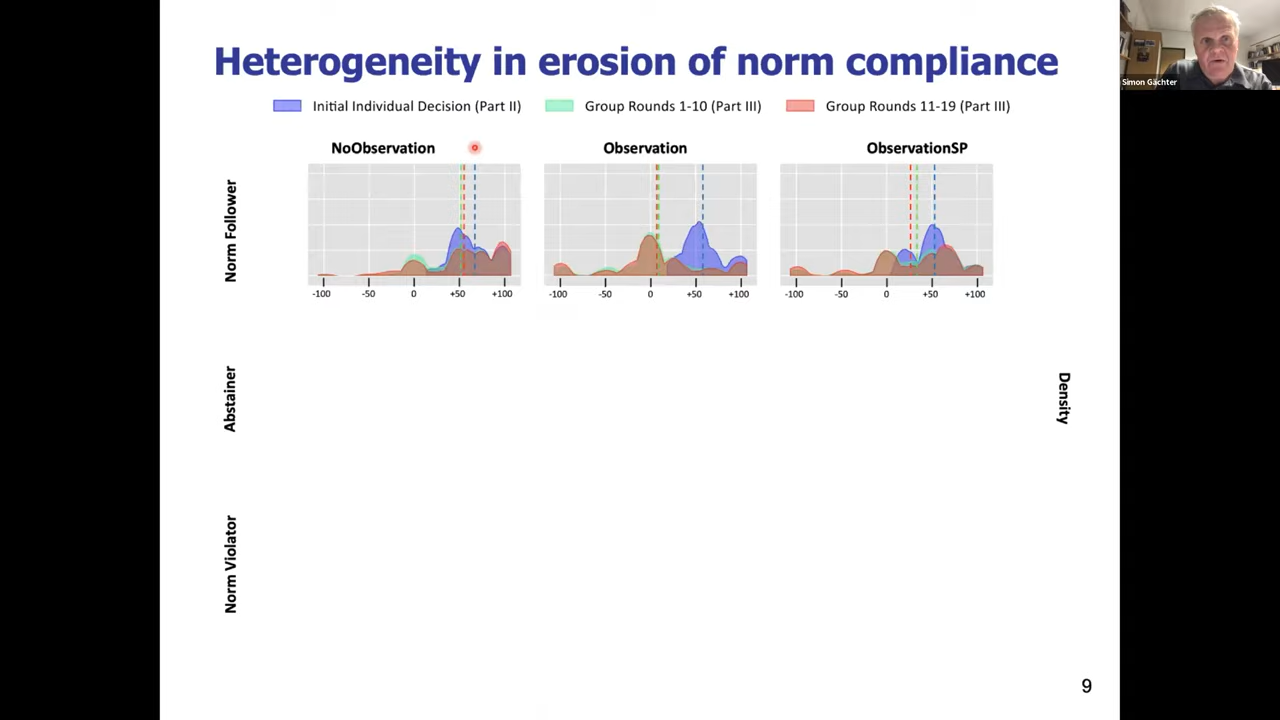 Heterogeneity in erosion of norm compliance
Simon Gächter
Initial Individual Decision (Part II) Group Rounds 1-10 (Part III) Group Rounds 11-19 (Part III)
NoObservation Observation ObservationSP
Norm Follower
-100 -50 0 +50 +100 -100 -50 0 +50 +100 -100 -50 0 +50 +100
Abstainer
Density
Norm Violator
9